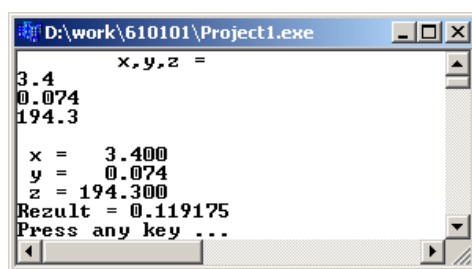 D:\work\610101\Project1.exe
x,y,z =
3.4
0.074
194.3
x =   3.400
y =   0.074
z = 194.300
Rezult = 0.119175
Press any key ...